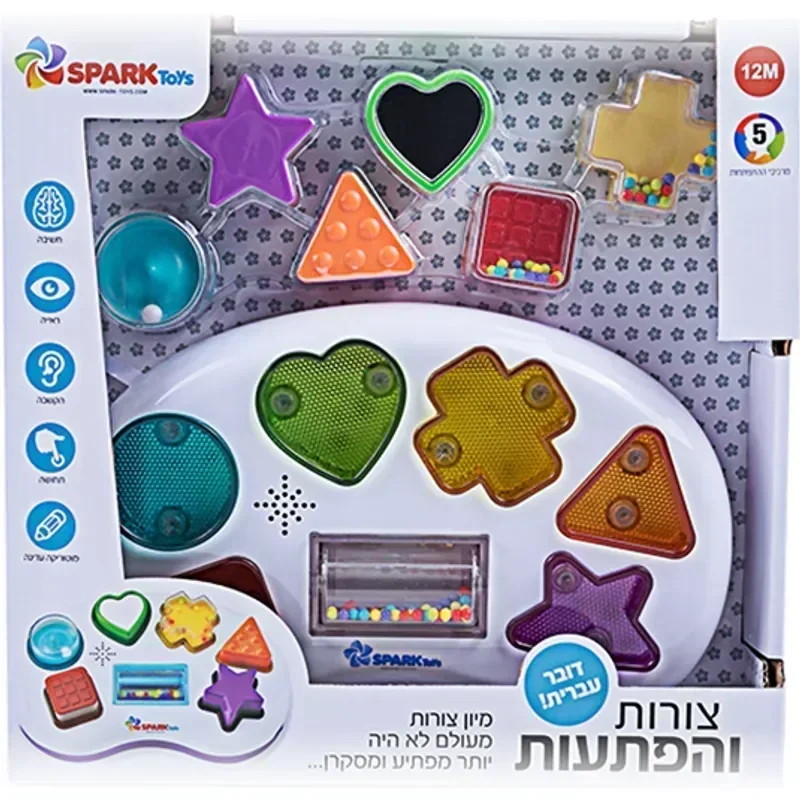 SPARK TOYS
WWW.SPARK-TOYS.COM
12M
5
מרכיבי ההתפתחות
חשיבה
ראייה
הקשבה
תחושה
מוטוריקה עדינה
SPARK TOYS
SPARK TOYS
דובר
עברית!
צורות
והפתעות
מיון צורות
מעולם לא היה
יותר מפתיע ומסקרן...